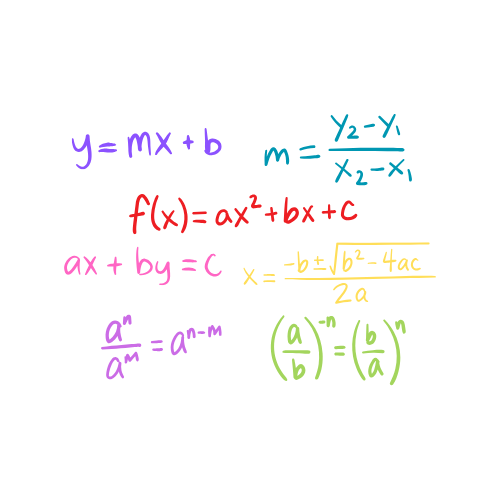 y = mx + b
m = (y₂ - y₁)/(x₂ - x₁)
f(x) = ax² + bx + c
ax + by = c
x = (-b ± √(b² - 4ac))/(2a)
aⁿ/aᵐ = aⁿ⁻ᵐ
(a/b)⁻ⁿ = (b/a)ⁿ